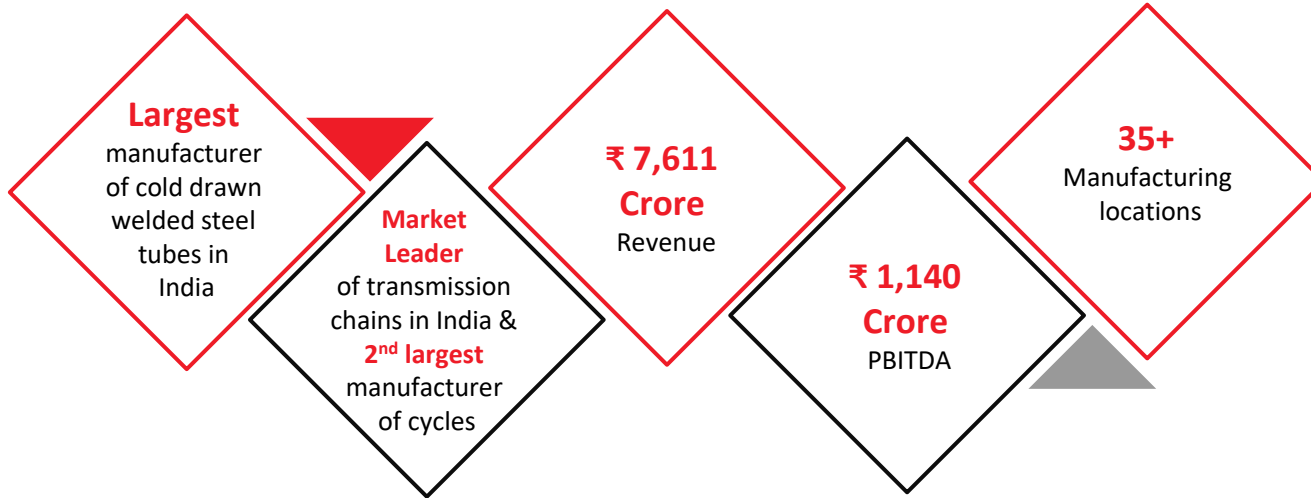 Largest
manufacturer
of cold drawn
welded steel
tubes in
India
Market
Leader
of transmission
chains in India &
2nd largest
manufacturer
of cycles
₹ 7,611
Crore
Revenue
₹ 1,140
Crore
PBITDA
35+
Manufacturing
locations